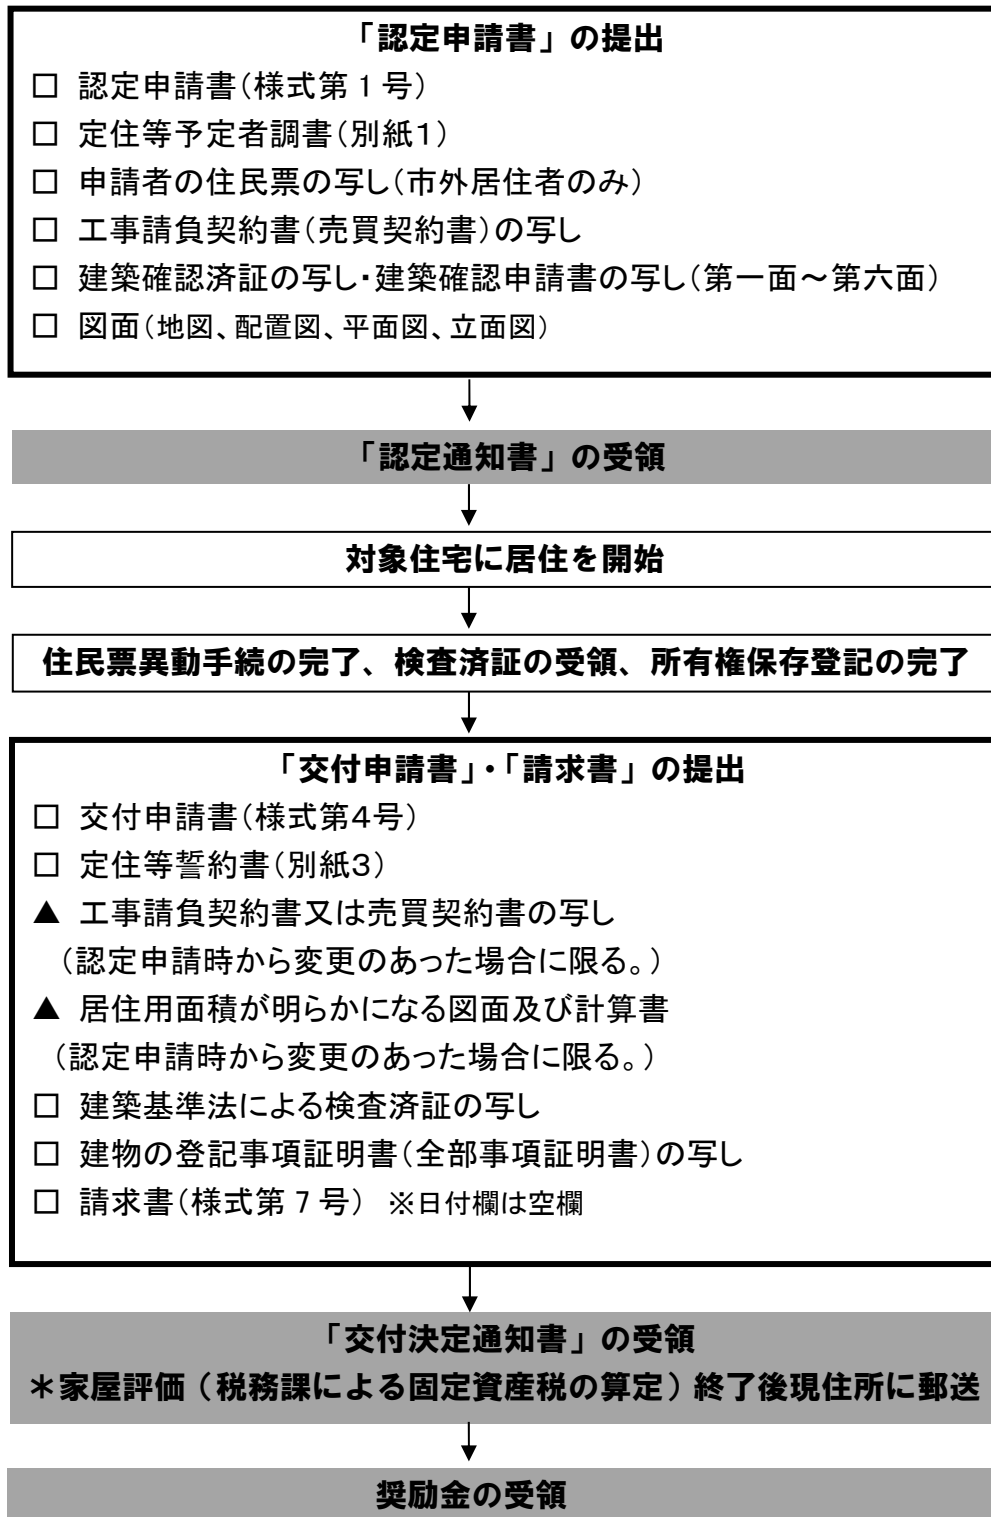 「認定申請書」の提出
□ 認定申請書(様式第1号)
□ 定住等予定者調書(別紙1)
□ 申請者の住民票の写し(市外居住者のみ)
□ 工事請負契約書(売買契約書)の写し
□ 建築確認済証の写し・建築確認申請書の写し(第一面～第六面)
□ 図面(地図、配置図、平面図、立面図)
「認定通知書」の受領
対象住宅に居住を開始
住民票異動手続の完了、検査済証の受領、所有権保存登記の完了
「交付申請書」・「請求書」の提出
□ 交付申請書(様式第4号)
□ 定住等誓約書(別紙3)
▲ 工事請負契約書又は売買契約書の写し
(認定申請時から変更のあった場合に限る。)
▲ 居住用面積が明らかになる図面及び計算書
(認定申請時から変更のあった場合に限る。)
□ 建築基準法による検査済証の写し
□ 建物の登記事項証明書(全部事項証明書)の写し
□ 請求書(様式第7号) ※日付欄は空欄
「交付決定通知書」の受領
＊家屋評価(税務課による固定資産税の算定)終了後現住所に郵送
奨励金の受領